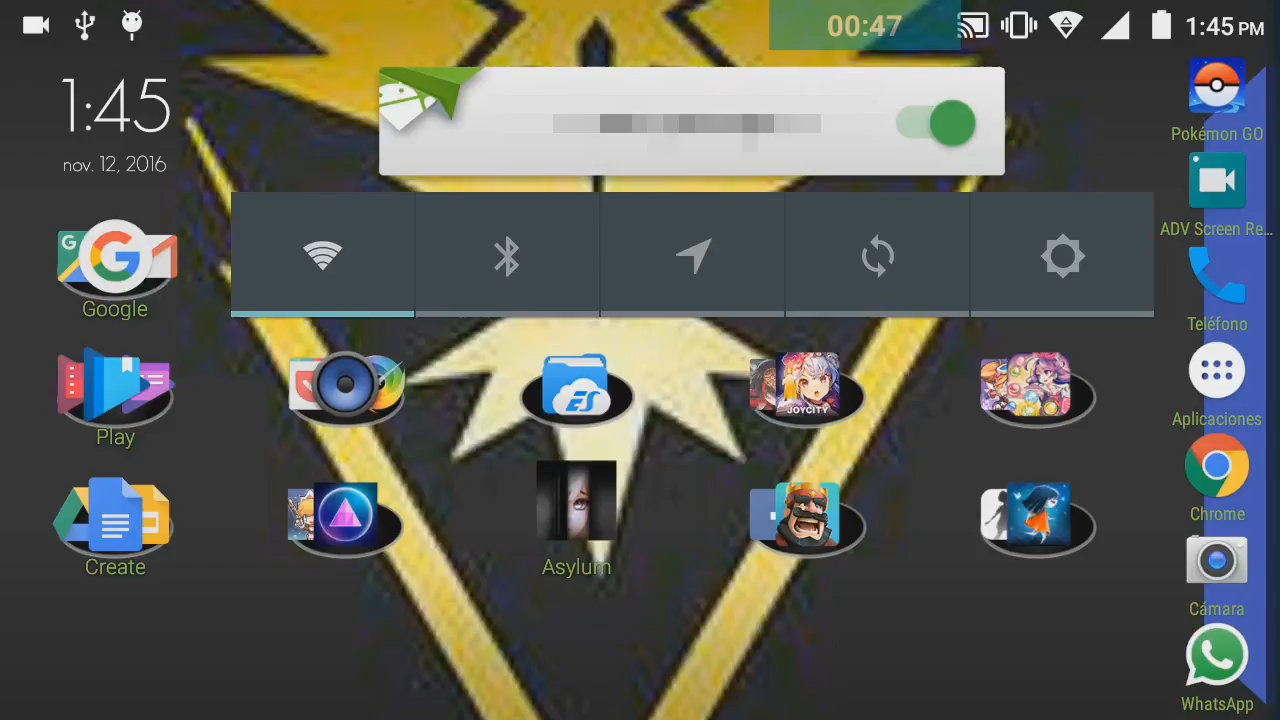 00:47
1:45 PM
1:45
nov. 12, 2016
Google
Play
Create
G
G
ES
JOYCITY
Asylum
Pokémon GO
ADV Screen Re...
Teléfono
Aplicaciones
Chrome
Cámara
WhatsApp